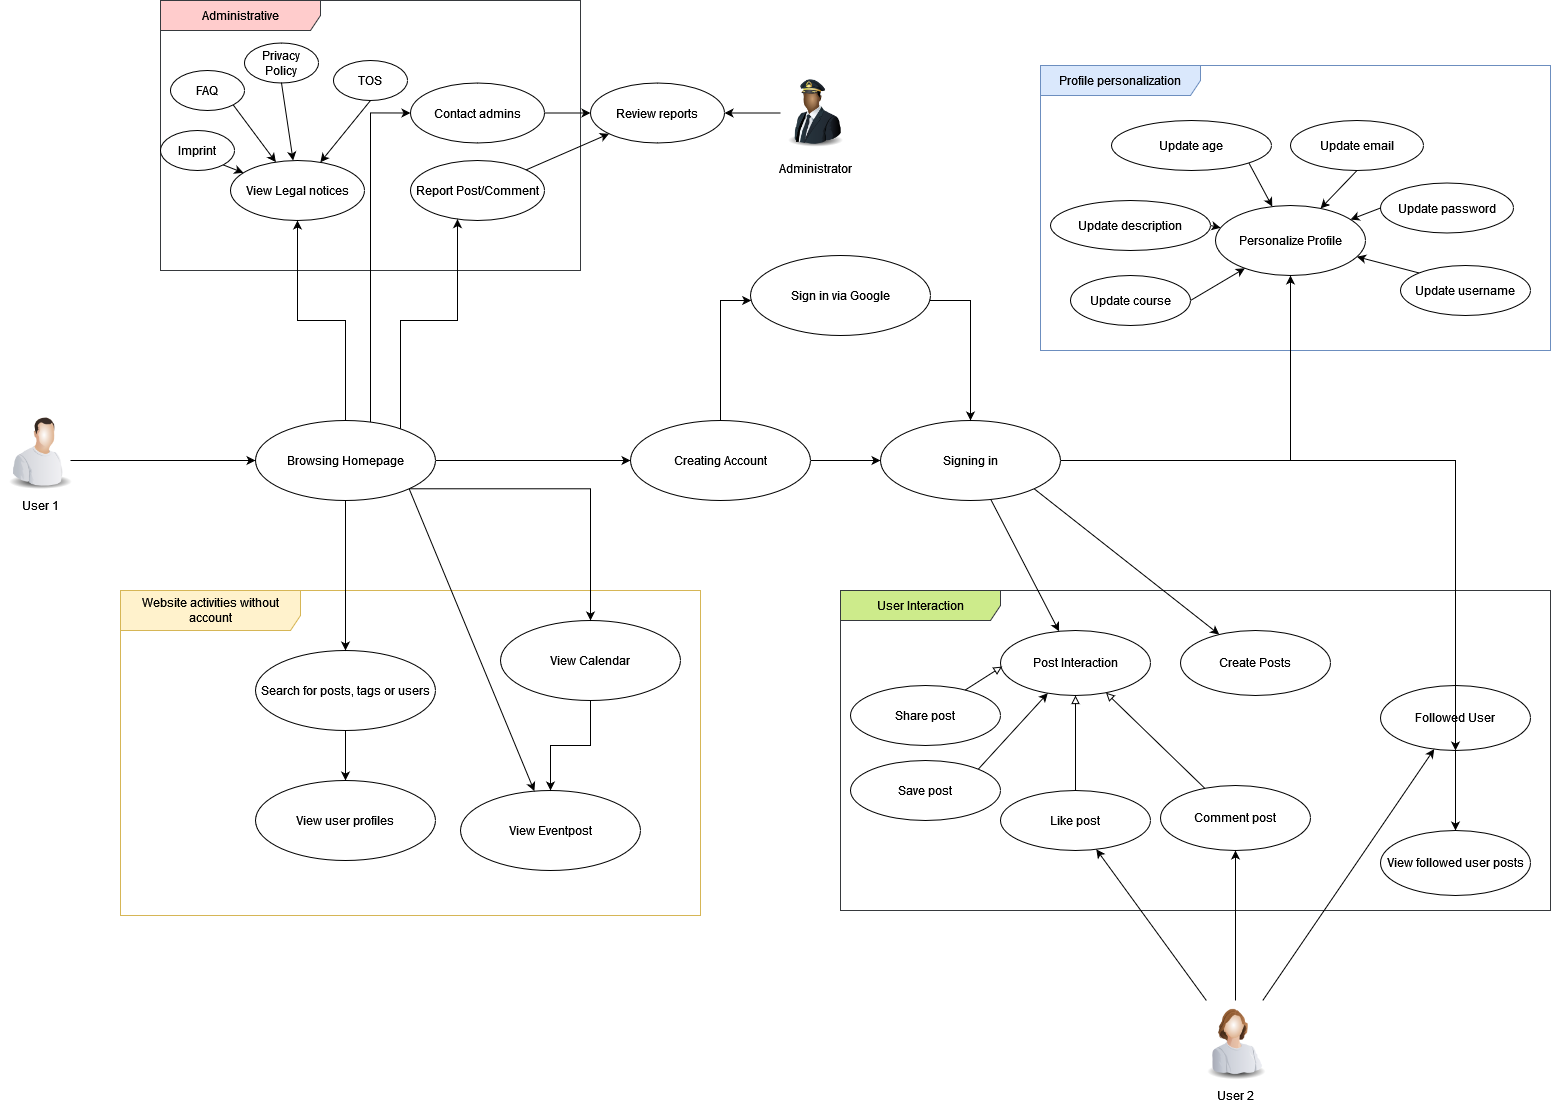 Administrative
Privacy
Policy
TOS
FAQ
Imprint
View Legal notices
Contact admins
Report Post/Comment
Review reports
Administrator
Profile personalization
Update age
Update email
Update password
Update description
Personalize Profile
Update course
Update username
Sign in via Google
User 1
Browsing Homepage
Creating Account
Signing in
Website activities without
account
View Calendar
Search for posts, tags or users
View user profiles
View Eventpost
User Interaction
Post Interaction
Create Posts
Share post
Followed User
Save post
Like post
Comment post
View followed user posts
User 2